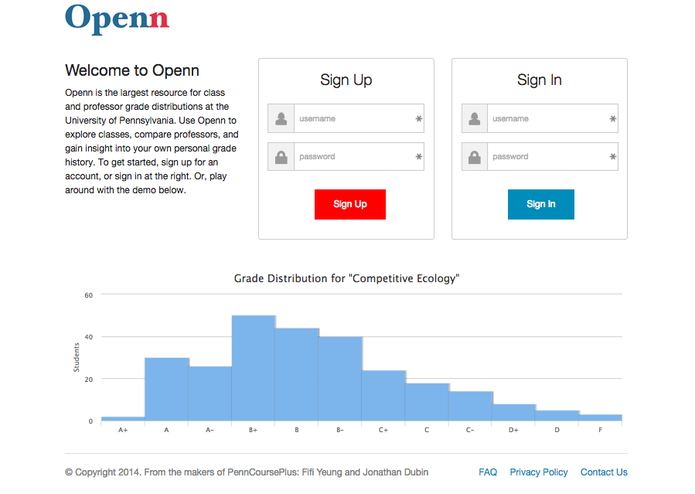 Openn
Welcome to Openn
Openn is the largest resource for class
and professor grade distributions at the
University of Pennsylvania. Use Openn to
explore classes, compare professors, and
gain insight into your own personal grade
history. To get started, sign up for an
account, or sign in at the right. Or, play
around with the demo below.
Sign Up
username *
password *
Sign Up
Sign In
username *
password *
Sign In
Grade Distribution for "Competitive Ecology"
Students
60
40
20
0
A+ A A- B+ B B- C+ C C- D+ D F
© Copyright 2014. From the makers of PennCoursePlus: Fifi Yeung and Jonathan Dubin
FAQ Privacy Policy Contact Us